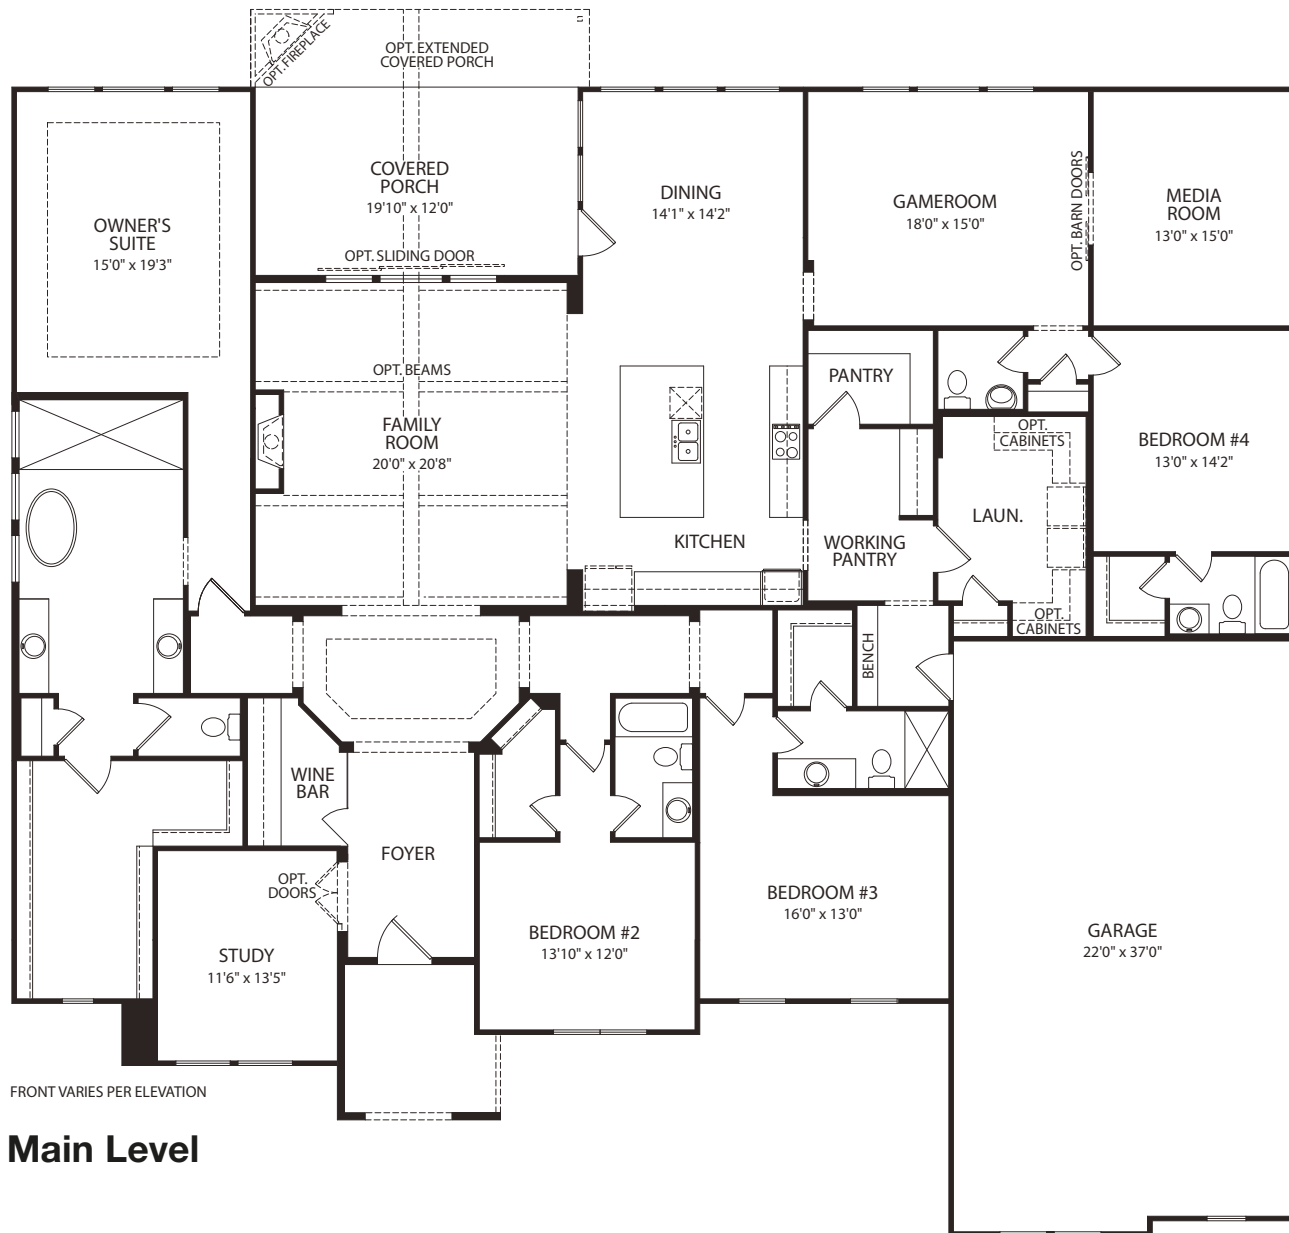 OPT. FIREPLACE
OPT. EXTENDED
COVERED PORCH
OWNER'S
SUITE
15'0" x 19'3"
COVERED
PORCH
19'10" x 12'0"
OPT. SLIDING DOOR
DINING
14'1" x 14'2"
GAMEROOM
18'0" x 15'0"
OPT. BARN DOORS
MEDIA
ROOM
13'0" x 15'0"
OPT. BEAMS
FAMILY
ROOM
20'0" x 20'8"
KITCHEN
PANTRY
WORKING
PANTRY
OPT.
CABINETS
LAUN.
OPT.
CABINETS
BEDROOM #4
13'0" x 14'2"
BENCH
WINE
BAR
FOYER
OPT.
DOORS
STUDY
11'6" x 13'5"
BEDROOM #2
13'10" x 12'0"
BEDROOM #3
16'0" x 13'0"
GARAGE
22'0" x 37'0"
FRONT VARIES PER ELEVATION
Main Level